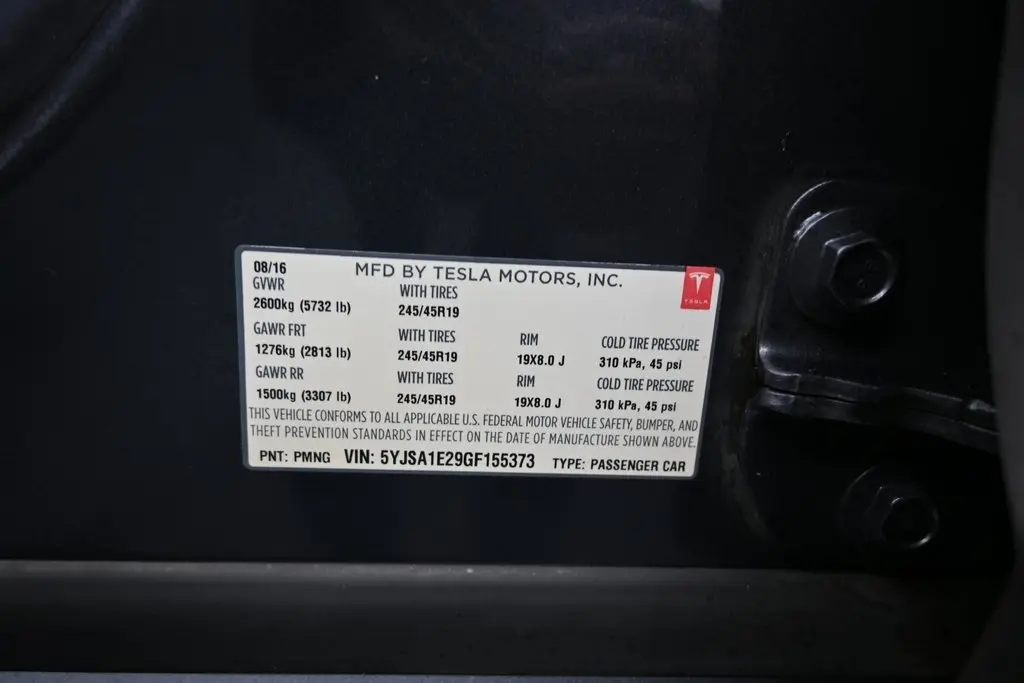 08/16 MFD BY TESLA MOTORS, INC.
TESLA
GVWR WITH TIRES
2600kg (5732 lb) 245/45R19
GAWR FRT WITH TIRES RIM COLD TIRE PRESSURE
1276kg (2813 lb) 245/45R19 19X8.0 J 310 kPa, 45 psi
GAWR RR WITH TIRES RIM COLD TIRE PRESSURE
1500kg (3307 lb) 245/45R19 19X8.0 J 310 kPa, 45 psi
THIS VEHICLE CONFORMS TO ALL APPLICABLE U.S. FEDERAL MOTOR VEHICLE SAFETY, BUMPER, AND
THEFT PREVENTION STANDARDS IN EFFECT ON THE DATE OF MANUFACTURE SHOWN ABOVE.
PNT: PMNG VIN: 5YJSA1E29GF155373 TYPE: PASSENGER CAR